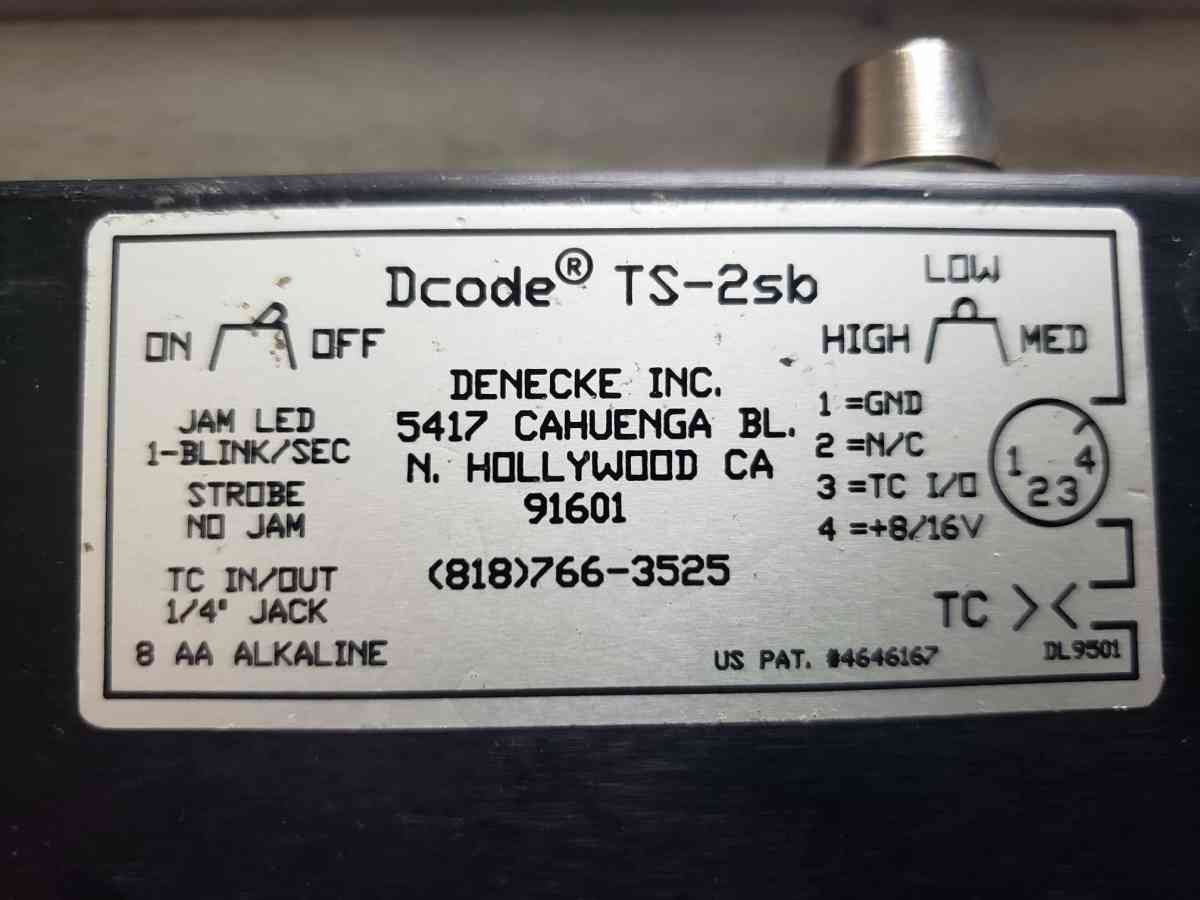 Dcode® TS-2sb
ON OFF
LOW
HIGH MED
DENECKE INC.
5417 CAHUENGA BL.
N. HOLLYWOOD CA
91601
(818)766-3525
JAM LED
1-BLINK/SEC
STROBE
NO JAM
TC IN/OUT
1/4" JACK
8 AA ALKALINE
1 =GND
2 =N/C
3 =TC I/O
4 =+8/16V
1 4
2 3
TC ><
US PAT. #4646167
DL9501